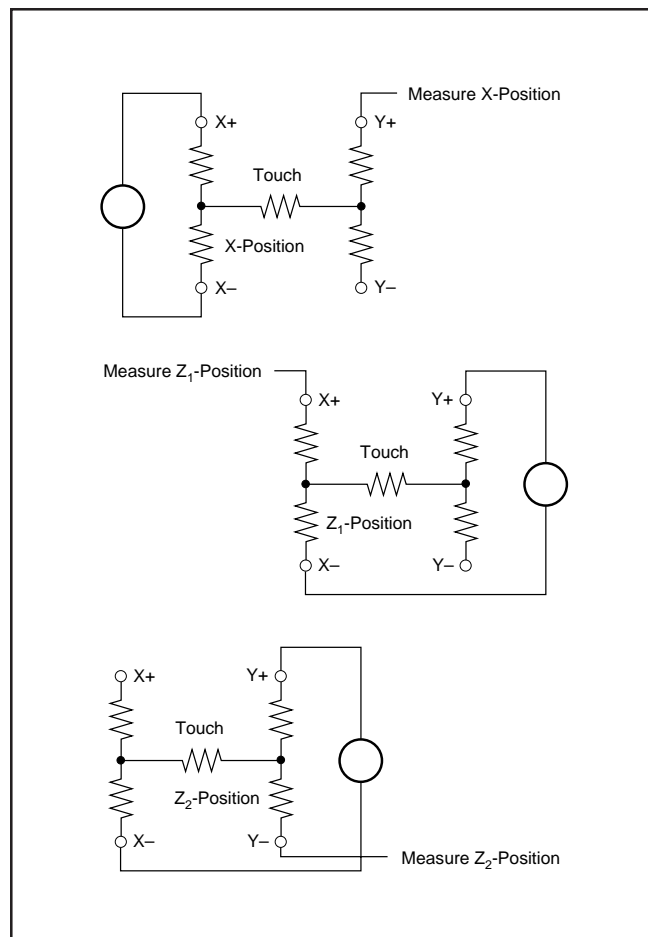 Measure X-Position
X+
Y+
Touch
X-Position
X–
Y–
Measure Z₁-Position
X+
Y+
Touch
Z₁-Position
X–
Y–
X+
Y+
Touch
Z₂-Position
X–
Y–
Measure Z₂-Position